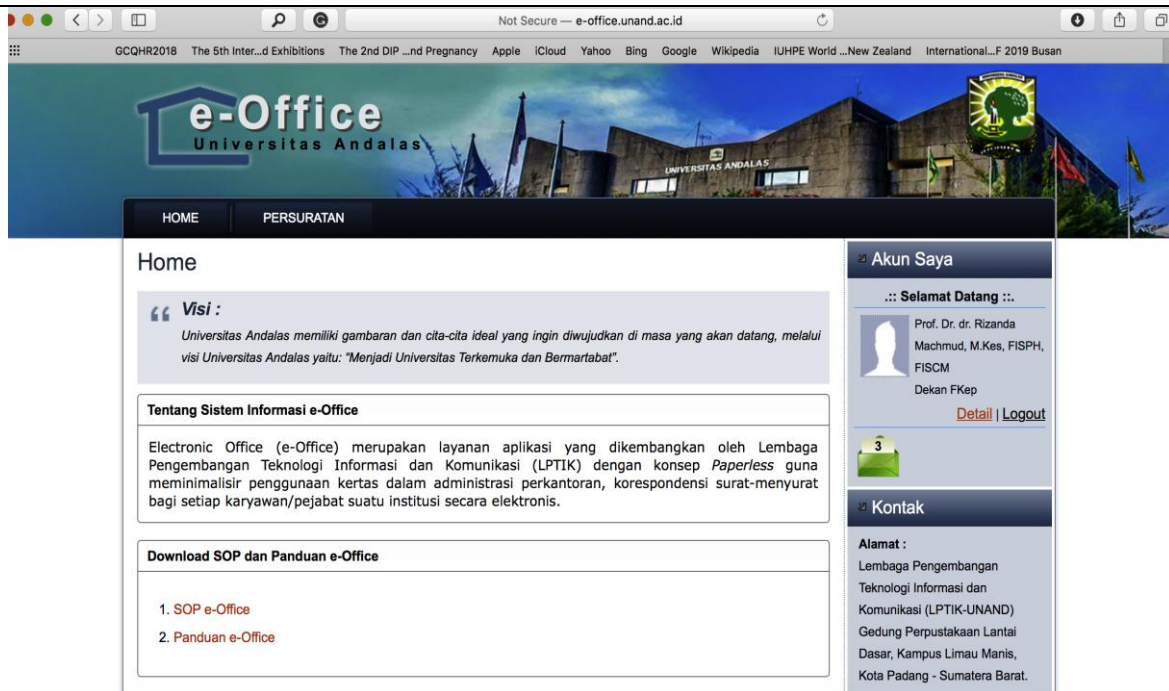 Not Secure — e-office.unand.ac.id
GCQHR2018 The 5th Inter...d Exhibitions The 2nd DIP ...nd Pregnancy Apple iCloud Yahoo Bing Google Wikipedia IUHPE World ...New Zealand International...F 2019 Busan
e-Office
Universitas Andalas
UNIVERSITAS ANDALAS
HOME PERSURATAN
Home
“ Visi :
Universitas Andalas memiliki gambaran dan cita-cita ideal yang ingin diwujudkan di masa yang akan datang, melalui
visi Universitas Andalas yaitu: “Menjadi Universitas Terkemuka dan Bermartabat”.
Tentang Sistem Informasi e-Office
Electronic Office (e-Office) merupakan layanan aplikasi yang dikembangkan oleh Lembaga
Pengembangan Teknologi Informasi dan Komunikasi (LPTIK) dengan konsep Paperless guna
meminimalisir penggunaan kertas dalam administrasi perkantoran, korespondensi surat-menyurat
bagi setiap karyawan/pejabat suatu institusi secara elektronis.
Download SOP dan Panduan e-Office
1. SOP e-Office
2. Panduan e-Office
Akun Saya
.:: Selamat Datang ::.
Prof. Dr. dr. Rizanda
Machmud, M.Kes, FISPH,
FISCM
Dekan FKep
Detail | Logout
3
Kontak
Alamat :
Lembaga Pengembangan
Teknologi Informasi dan
Komunikasi (LPTIK-UNAND)
Gedung Perpustakaan Lantai
Dasar, Kampus Limau Manis,
Kota Padang - Sumatera Barat.